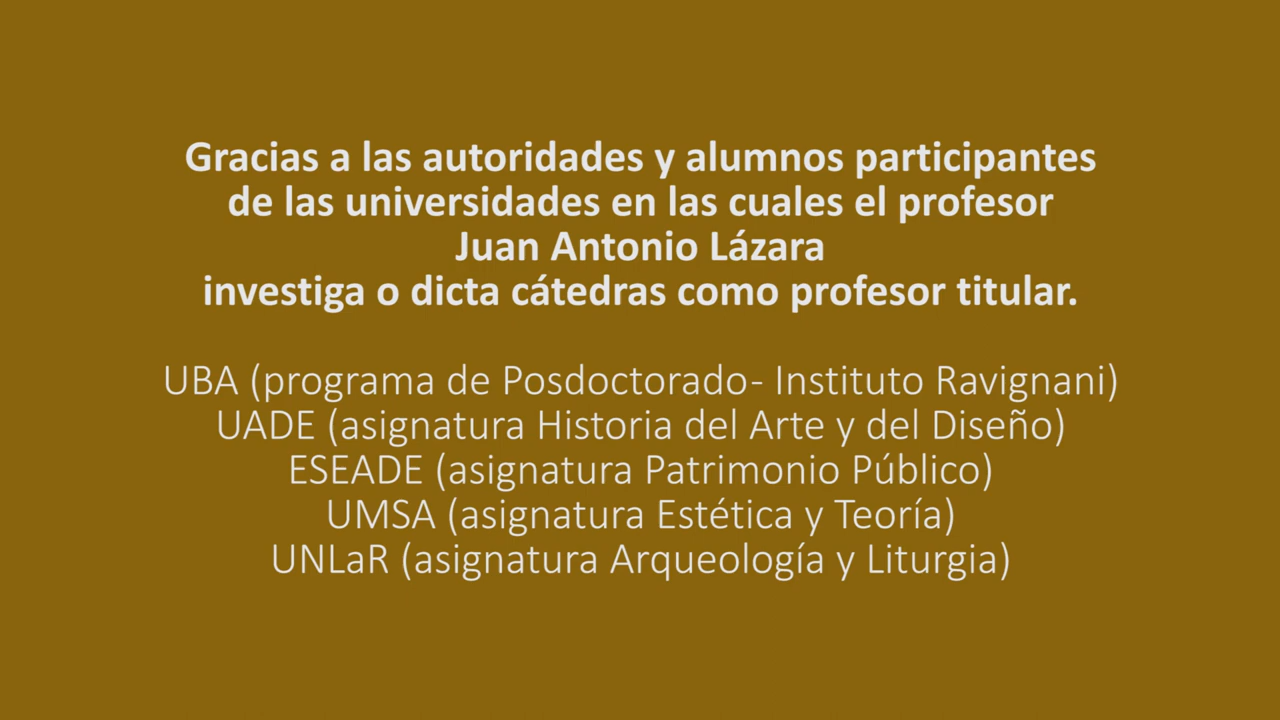 Gracias a las autoridades y alumnos participantes
de las universidades en las cuales el profesor
Juan Antonio Lázara
investiga o dicta cátedras como profesor titular.
UBA (programa de Posdoctorado- Instituto Ravignani)
UADE (asignatura Historia del Arte y del Diseño)
ESEADE (asignatura Patrimonio Público)
UMSA (asignatura Estética y Teoría)
UNLaR (asignatura Arqueología y Liturgia)